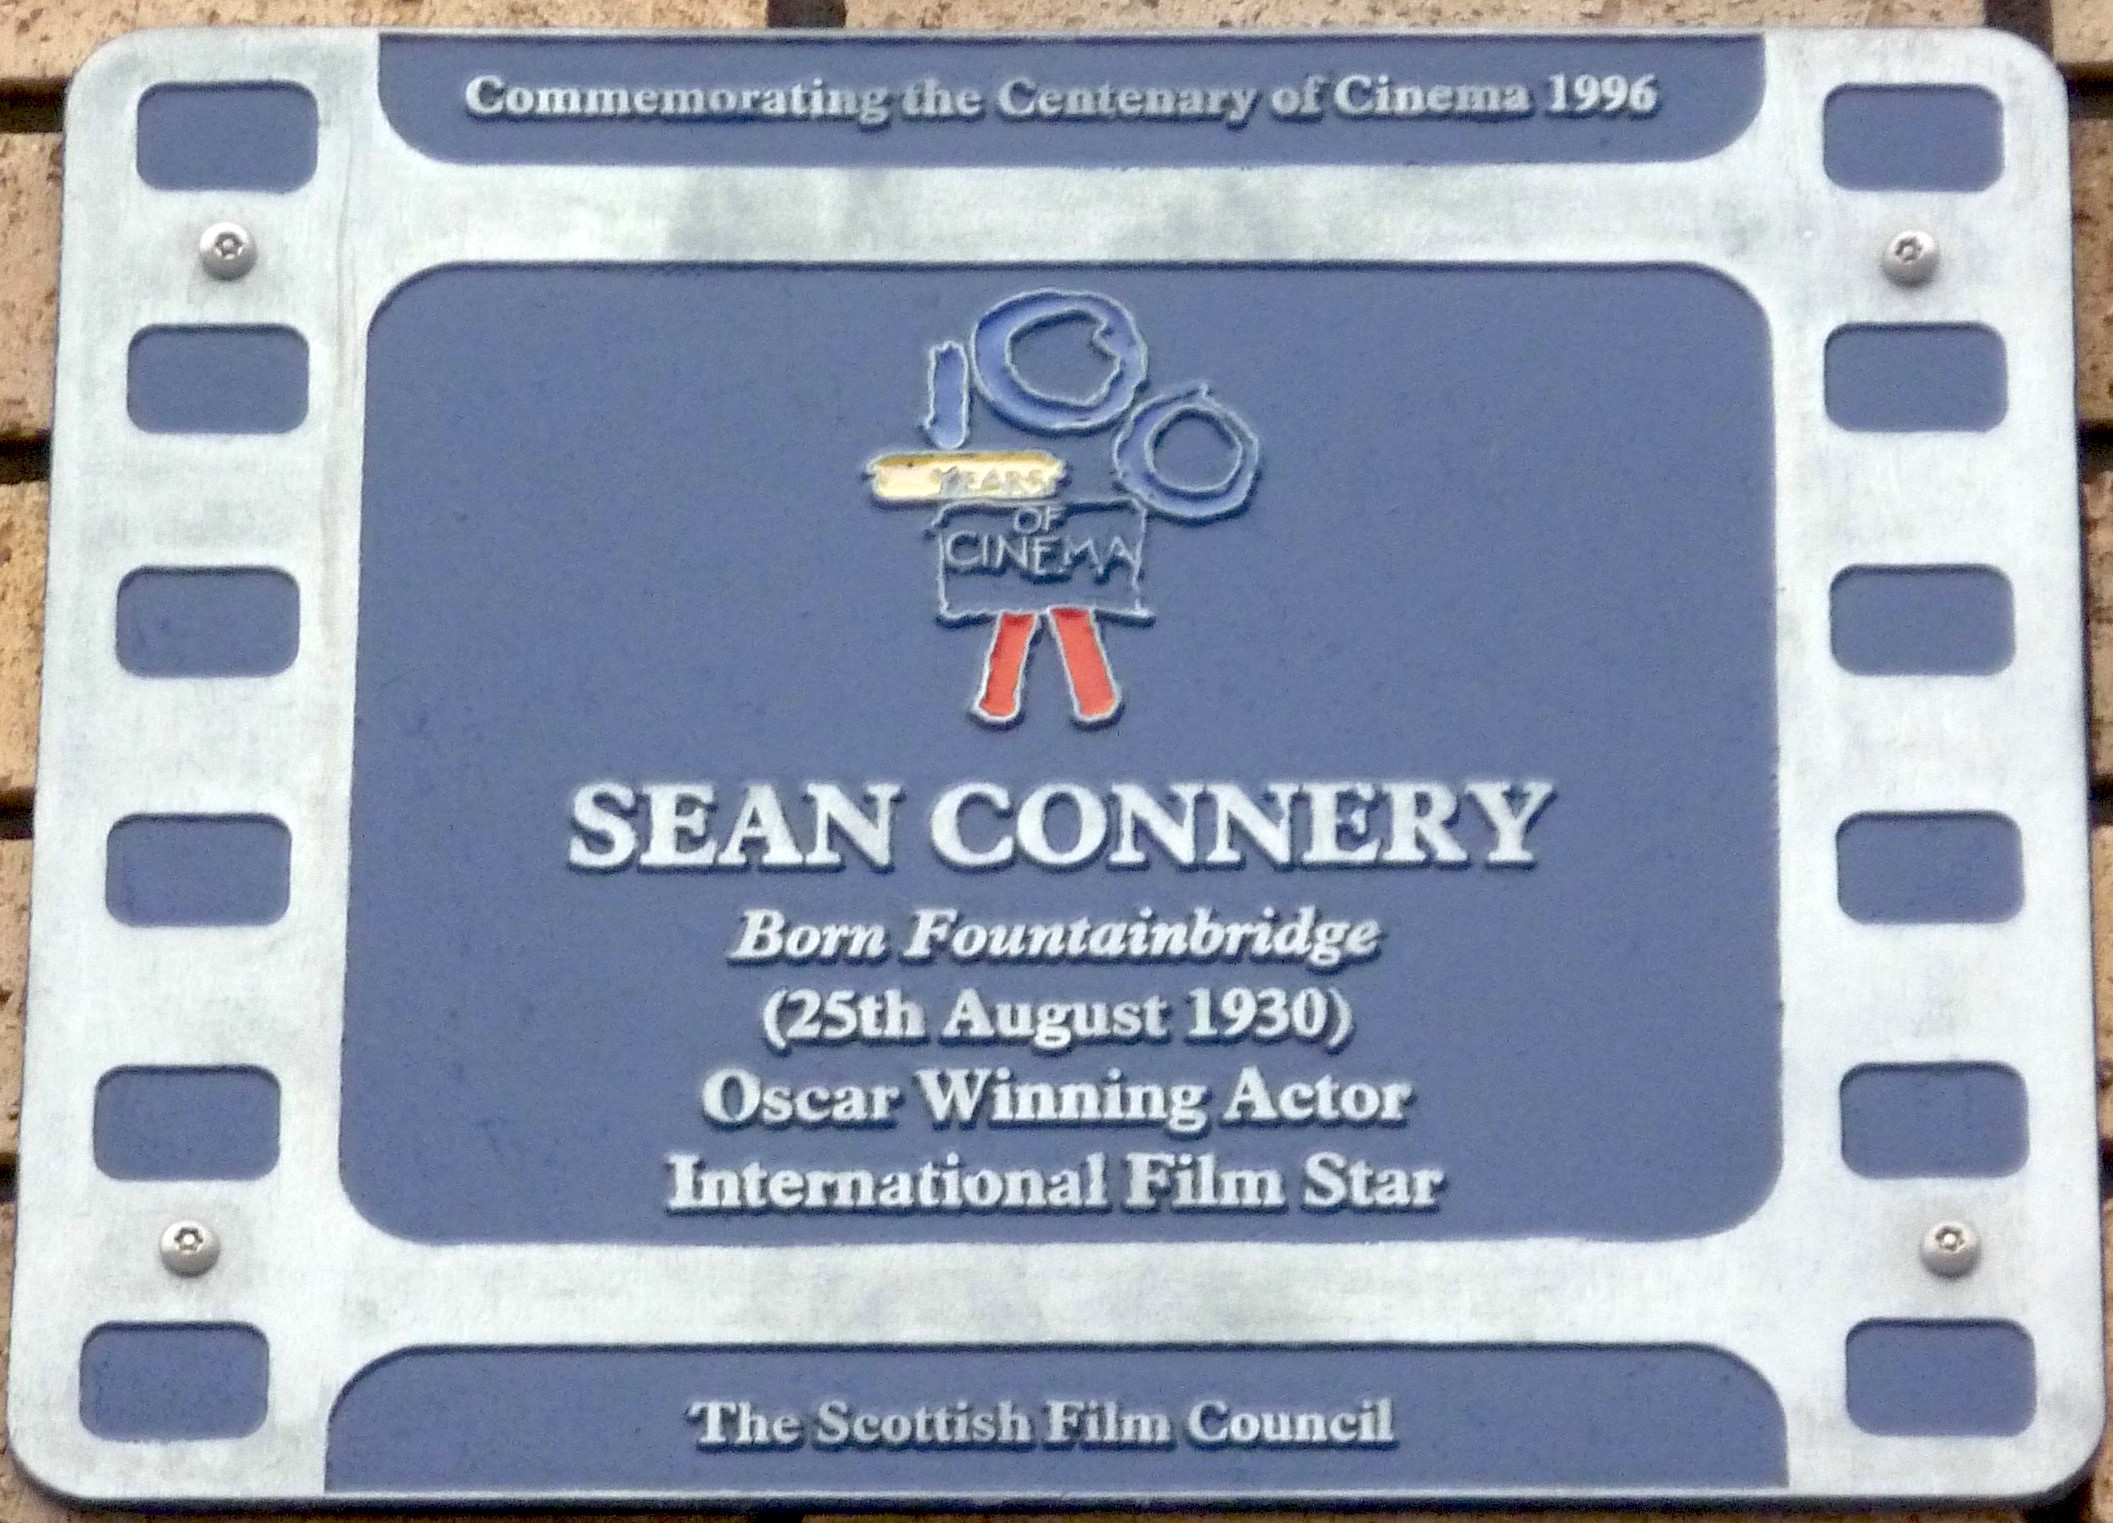 Commemorating the Centenary of Cinema 1996
100
YEARS
OF
CINEMA
SEAN CONNERY
Born Fountainbridge
(25th August 1930)
Oscar Winning Actor
International Film Star
The Scottish Film Council